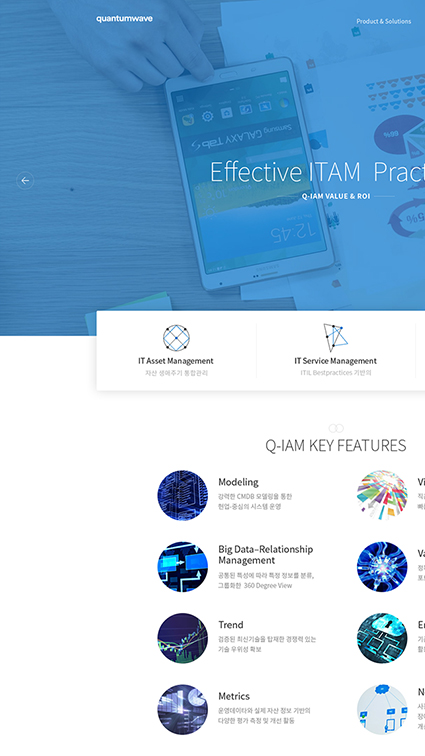 quantumwave
Product & Solutions
Samsung GALAXY TabS
12:45
Effective ITAM Pract
Q-IAM VALUE & ROI
IT Asset Management
자산 생애주기 통합관리
IT Service Management
ITIL Bestpractices 기반의
Q-IAM KEY FEATURES
Modeling
강력한 CMDB 모델링을 통한
현업-중심의 시스템 운영
Vi
Big Data-Relationship
Management
공통된 특성에 따라 특정 정보를 분류,
그룹화한 360 Degree View
Va
Trend
검증된 최신기술을 탑재한 경쟁력 있는
기술 우위성 확보
En
Metrics
운영데이타와 실제 자산 정보 기반의
다양한 평가 측정 및 개선 활동